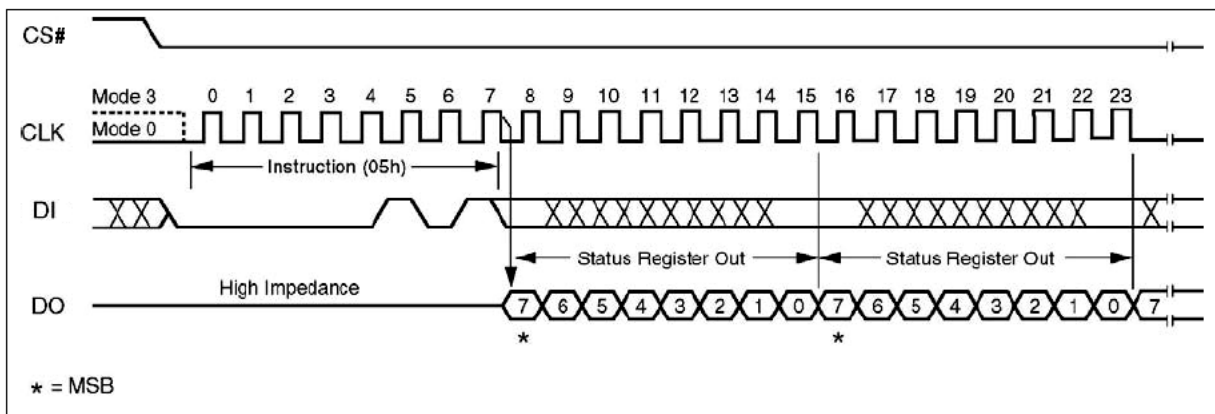 CS#
Mode 3
0 1 2 3 4 5 6 7 8 9 10 11 12 13 14 15 16 17 18 19 20 21 22 23
CLK
Mode 0
Instruction (05h)
DI
Status Register Out
Status Register Out
High Impedance
DO
7 6 5 4 3 2 1 0 7 6 5 4 3 2 1 0 7
* *
* = MSB